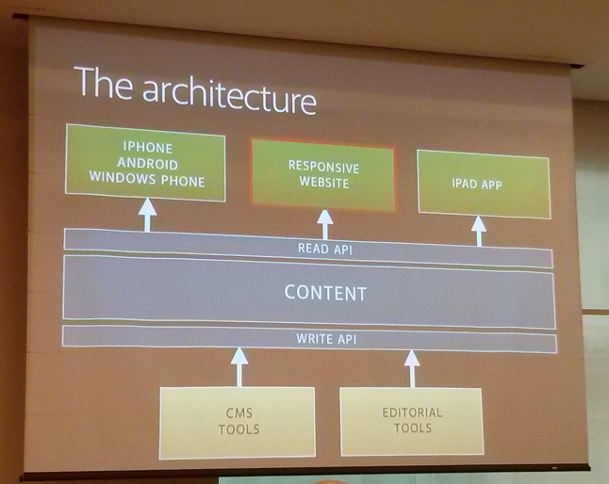 The architecture
IPHONE
ANDROID
WINDOWS PHONE
RESPONSIVE
WEBSITE
IPAD APP
READ API
CONTENT
WRITE API
CMS
TOOLS
EDITORIAL
TOOLS